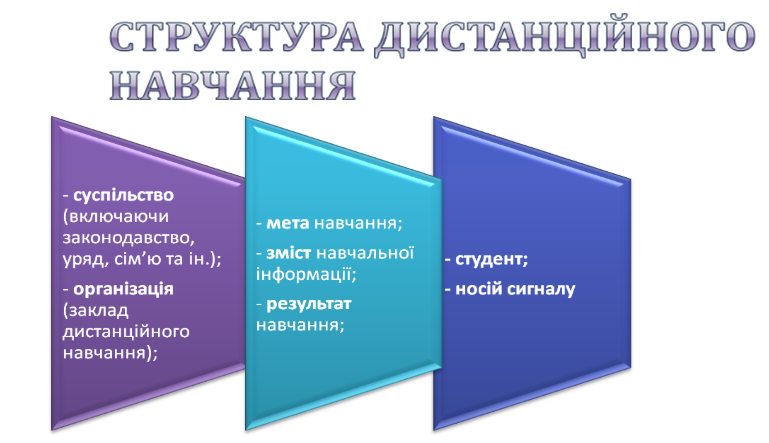 СТРУКТУРА ДИСТАНЦІЙНОГО
НАВЧАННЯ
- суспільство
(включаючи
законодавство,
уряд, сім’ю та ін.);
- організація
(заклад
дистанційного
навчання);
- мета навчання;
- зміст навчальної
інформації;
- результат
навчання;
- студент;
- носій сигналу